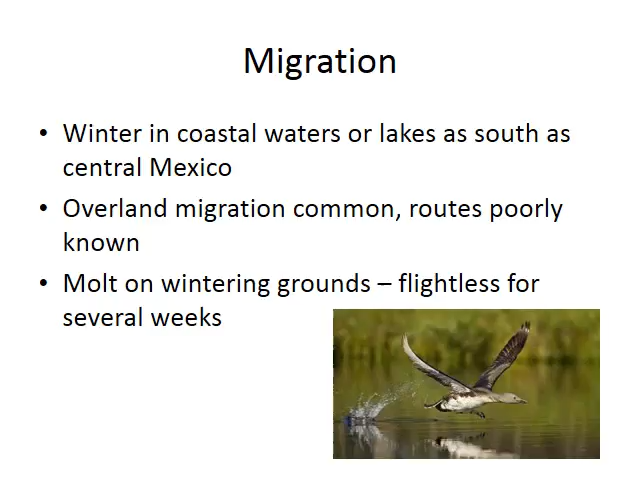 Migration
• Winter in coastal waters or lakes as south as
central Mexico
• Overland migration common, routes poorly
known
• Molt on wintering grounds – flightless for
several weeks